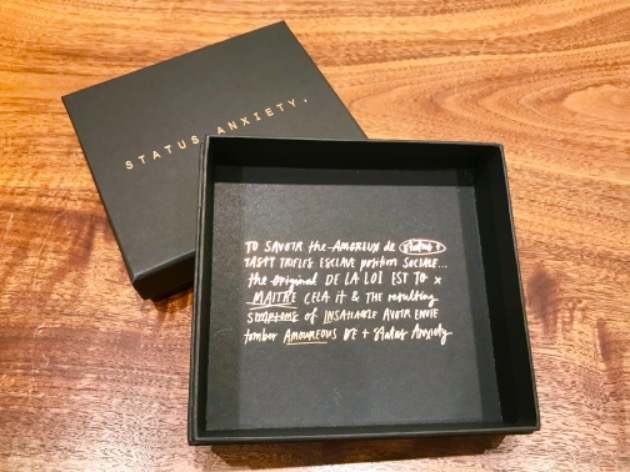 STATUS ANXIETY.
TO SAVOIR the AMOREUX de status +
TASTY TRIFLES ESCLAVE position SOCIALE...
the original DE LA LOI EST TO x
MAITRE CELA it & THE resulting
SYMPTOMS of INSATIABLE AVOIR ENVIE
tomber AMOUREOUS DE + Status Anxiety